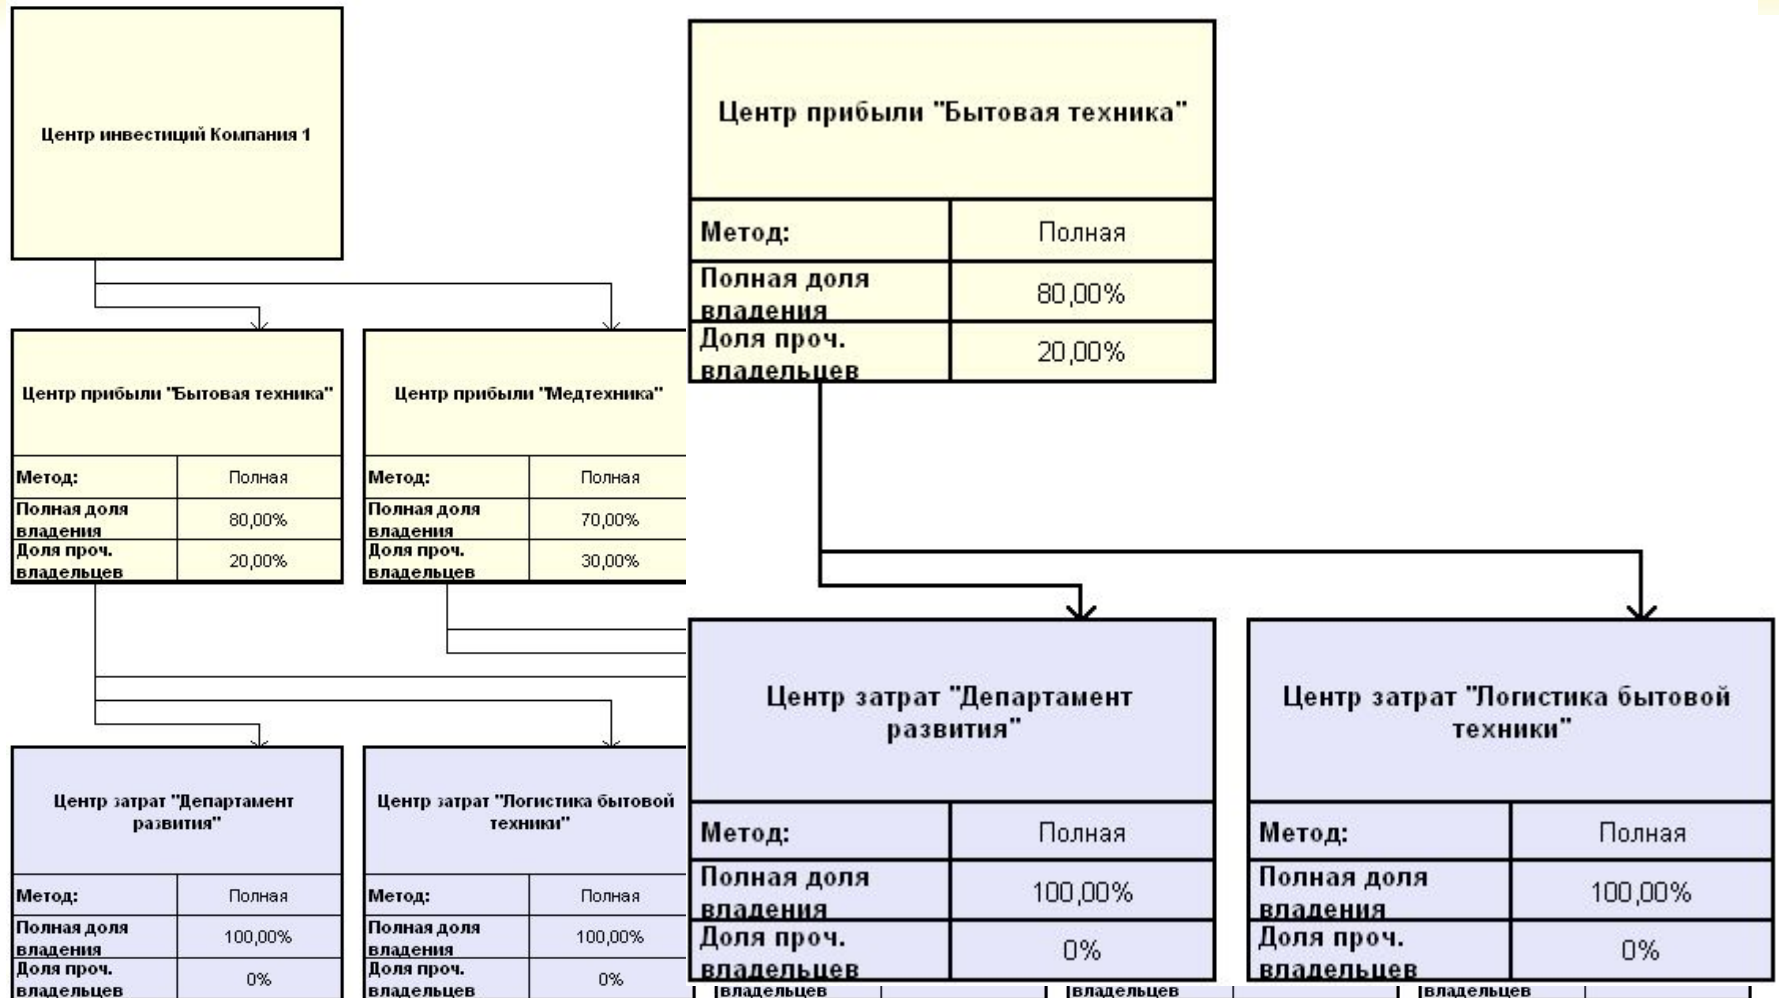 Центр инвестиций Компания 1
Центр прибыли "Бытовая техника"
Метод: Полная
Полная доля
владения
80,00%
Доля проч.
владельцев
20,00%
Центр прибыли "Медтехника"
Метод: Полная
Полная доля
владения
70,00%
Доля проч.
владельцев
30,00%
Центр затрат "Департамент
развития"
Метод: Полная
Полная доля
владения
100,00%
Доля проч.
владельцев
0%
Центр затрат "Логистика бытовой
техники"
Метод: Полная
Полная доля
владения
100,00%
Доля проч.
владельцев
0%
Центр прибыли "Бытовая техника"
Метод: Полная
Полная доля
владения
80,00%
Доля проч.
владельцев
20,00%
Центр затрат "Департамент
развития"
Метод: Полная
Полная доля
владения
100,00%
Доля проч.
владельцев
0%
Центр затрат "Логистика бытовой
техники"
Метод: Полная
Полная доля
владения
100,00%
Доля проч.
владельцев
0%
владельцев
владельцев
владельцев